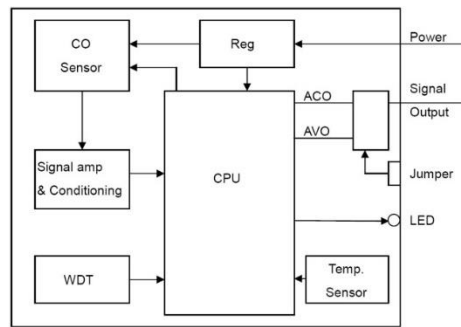 CO
Sensor
Reg
Power
ACO
Signal
Output
AVO
Signal amp
& Conditioning
CPU
Jumper
LED
WDT
Temp.
Sensor